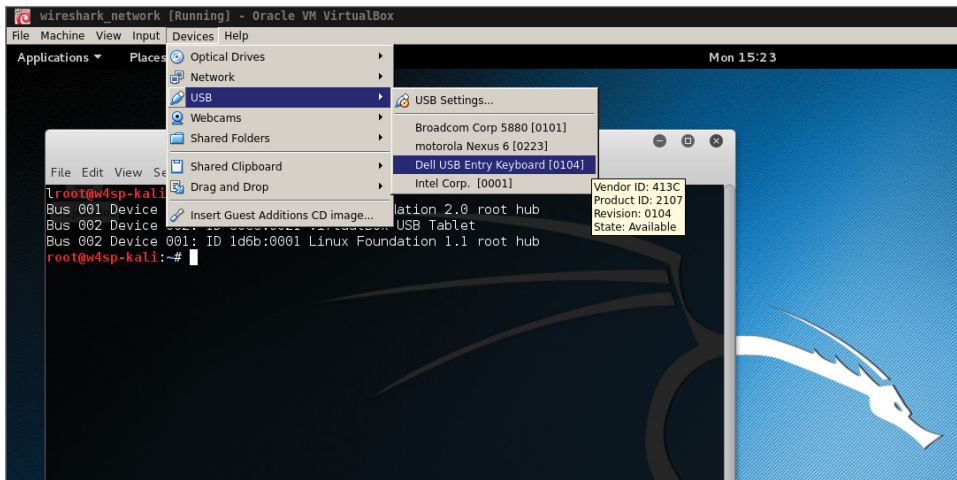 wireshark_network [Running] - Oracle VM VirtualBox
File Machine View Input Devices Help
Applications Places Mon 15:23
Optical Drives
Network
USB
Webcams
Shared Folders
Shared Clipboard
Drag and Drop
Insert Guest Additions CD image...
USB Settings...
Broadcom Corp 5880 [0101]
motorola Nexus 6 [0223]
Dell USB Entry Keyboard [0104]
Intel Corp. [0001]
Vendor ID: 413C
Product ID: 2107
Revision: 0104
State: Available
File Edit View Se
lroot@w4sp-kali
Bus 001 Device dation 2.0 root hub
Bus 002 Device USB Tablet
Bus 002 Device 001: ID 1d6b:0001 Linux Foundation 1.1 root hub
root@w4sp-kali:~#